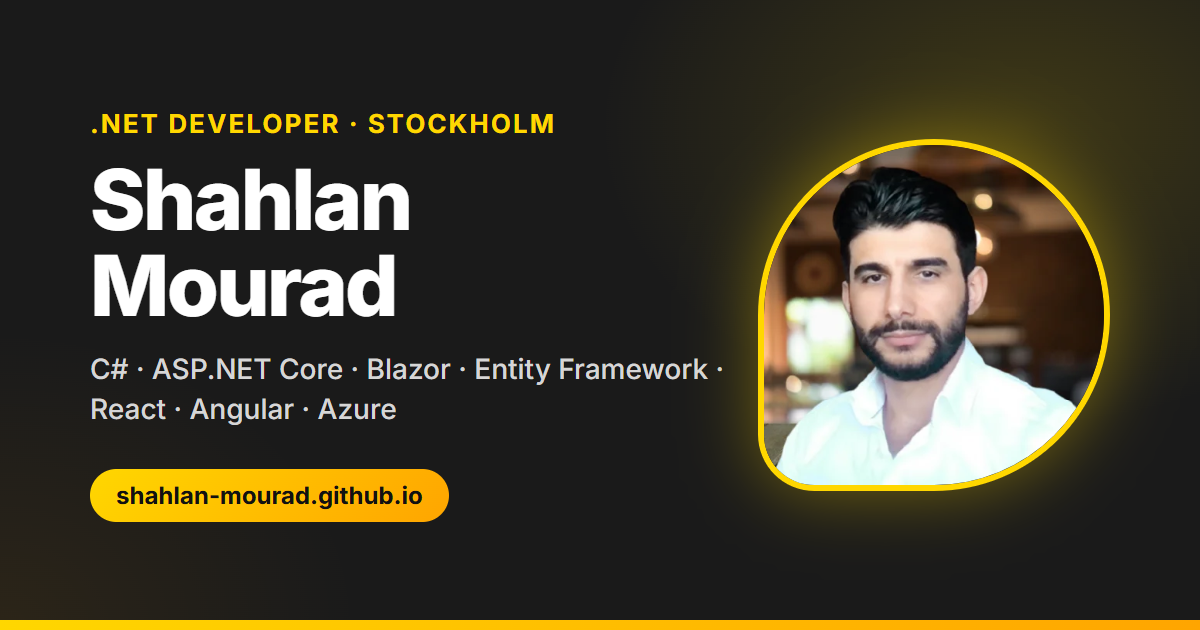 .NET DEVELOPER · STOCKHOLM
Shahlan
Mourad
C# · ASP.NET Core · Blazor · Entity Framework ·
React · Angular · Azure
shahlan-mourad.github.io